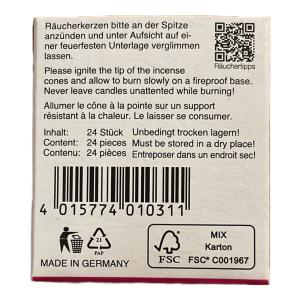 Räucherkerzen bitte an der Spitze
anzünden und unter Aufsicht auf ei
ner feuerfesten Unterlage verglimmen
lassen.
Räuchertipps
Please ignite the tip of the incense
cones and allow to burn slowly on a fireproof base.
Never leave candles unattented while burning!
Allumer le cône à la pointe sur un support
résistant à la chaleur. Le laisser se consumer.
Inhalt: 24 Stück Unbedingt trocken lagern!
Content: 24 pieces Must be stored in a dry place!
Contenu: 24 pièces Entreposer dans un endroit sec!
4 015774 010311
21
PAP
FSC
MIX
Karton
FSC® C001967
MADE IN GERMANY